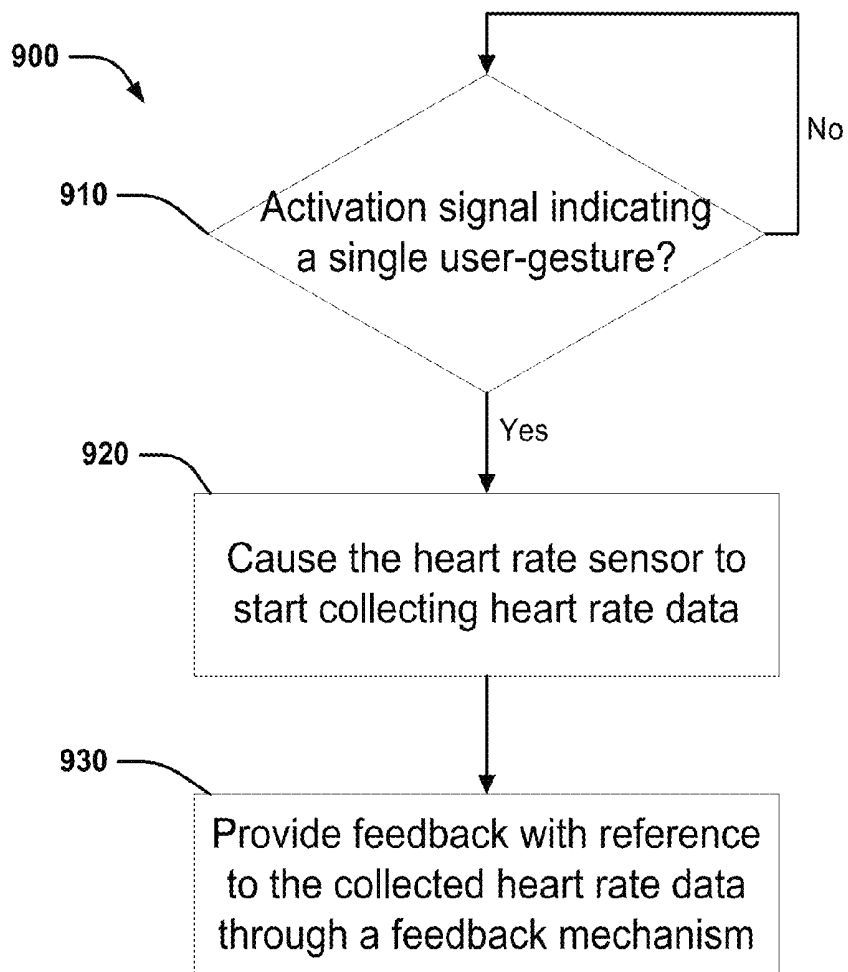 900
No
910
Activation signal indicating
a single user-gesture?
Yes
920
Cause the heart rate sensor to
start collecting heart rate data
930
Provide feedback with reference
to the collected heart rate data
through a feedback mechanism